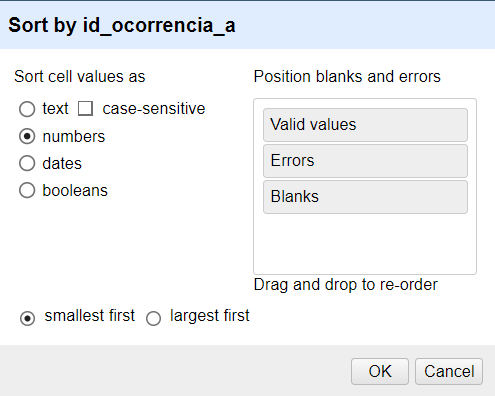 Sort by id_ocorrencia_a
Sort cell values as
text case-sensitive
numbers
dates
booleans
Position blanks and errors
Valid values
Errors
Blanks
Drag and drop to re-order
smallest first largest first
OK Cancel